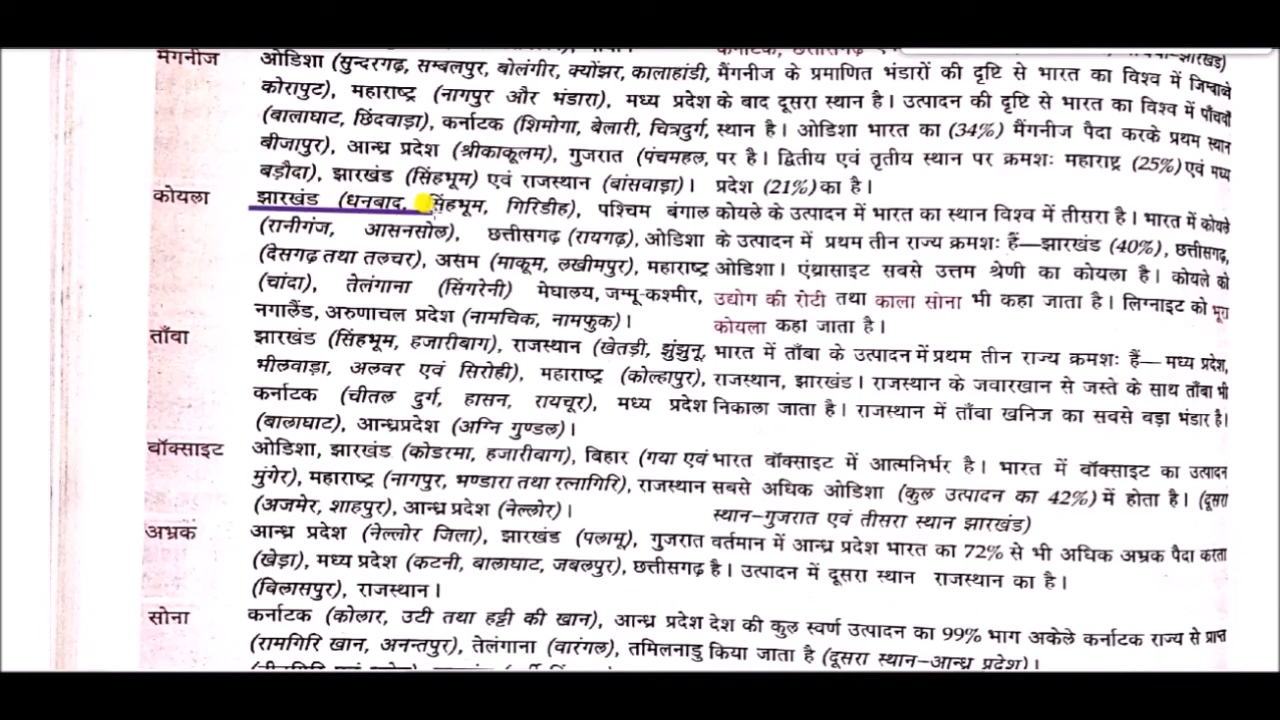 मैंगनीज ओडिशा (सुन्दरगढ़, सम्बलपुर, बोलंगीर, क्योंझर, कालाहांडी, मैंगनीज के प्रमाणित भंडारों की दृष्टि से भारत का विश्व में जिम्बाब्वे
कोरापुट), महाराष्ट्र (नागपुर और भंडारा), मध्य प्रदेश के बाद दूसरा स्थान है। उत्पादन की दृष्टि से भारत का विश्व में पाँचवाँ
(बालाघाट, छिंदवाड़ा), कर्नाटक (शिमोगा, बेलारी, चित्रदुर्ग, स्थान है। ओडिशा भारत का (34%) मैंगनीज पैदा करके प्रथम स्थान
बीजापुर), आन्ध्र प्रदेश (श्रीकाकूलम), गुजरात (पंचमहल, पर है। द्वितीय एवं तृतीय स्थान पर क्रमशः महाराष्ट्र (25%) एवं मध्य
बड़ौदा), झारखंड (सिंहभूम) एवं राजस्थान (बांसवाड़ा)। प्रदेश (21%) का है।
कोयला झारखंड (धनबाद, सिंहभूम, गिरिडीह), पश्चिम बंगाल कोयले के उत्पादन में भारत का स्थान विश्व में तीसरा है। भारत में कोयले
(रानीगंज, आसनसोल), छत्तीसगढ़ (रायगढ़), ओडिशा के उत्पादन में प्रथम तीन राज्य क्रमशः हैं—झारखंड (40%), छत्तीसगढ़,
(देसगढ़ तथा तलचर), असम (माकूम, लखीमपुर), महाराष्ट्र ओडिशा। एंथ्रासाइट सबसे उत्तम श्रेणी का कोयला है। कोयले को
(चांदा), तेलंगाना (सिंगरेनी) मेघालय, जम्मू-कश्मीर, उद्योग की रोटी तथा काला सोना भी कहा जाता है। लिग्नाइट को भूरा
नगालैंड, अरुणाचल प्रदेश (नामचिक, नामफुक)। कोयला कहा जाता है।
ताँबा झारखंड (सिंहभूम, हजारीबाग), राजस्थान (खेतड़ी, झुंझुनू, भारत में ताँबा के उत्पादन में प्रथम तीन राज्य क्रमशः हैं— मध्य प्रदेश,
भीलवाड़ा, अलवर एवं सिरोही), महाराष्ट्र (कोल्हापुर), राजस्थान, झारखंड। राजस्थान के जवारखान से जस्ते के साथ ताँबा भी
कर्नाटक (चीतल दुर्ग, हासन, रायचूर), मध्य प्रदेश निकाला जाता है। राजस्थान में ताँबा खनिज का सबसे बड़ा भंडार है।
(बालाघाट), आन्ध्रप्रदेश (अग्नि गुण्डल)।
बॉक्साइट ओडिशा, झारखंड (कोडरमा, हजारीबाग), बिहार (गया एवं भारत बॉक्साइट में आत्मनिर्भर है। भारत में बॉक्साइट का उत्पादन
मुंगेर), महाराष्ट्र (नागपुर, भण्डारा तथा रत्नागिरि), राजस्थान सबसे अधिक ओडिशा (कुल उत्पादन का 42%) में होता है। (दूसरा
(अजमेर, शाहपुर), आन्ध्र प्रदेश (नेल्लोर)। स्थान–गुजरात एवं तीसरा स्थान झारखंड)
अभ्रक आन्ध्र प्रदेश (नेल्लोर जिला), झारखंड (पलामू), गुजरात वर्तमान में आन्ध्र प्रदेश भारत का 72% से भी अधिक अभ्रक पैदा करता
(खेड़ा), मध्य प्रदेश (कटनी, बालाघाट, जबलपुर), छत्तीसगढ़ है। उत्पादन में दूसरा स्थान राजस्थान का है।
(बिलासपुर), राजस्थान।
सोना कर्नाटक (कोलार, उटी तथा हट्टी की खान), आन्ध्र प्रदेश देश की कुल स्वर्ण उत्पादन का 99% भाग अकेले कर्नाटक राज्य से प्राप्त
(रामगिरि खान, अनन्तपुर), तेलंगाना (वारंगल), तमिलनाडु किया जाता है (दूसरा स्थान–आन्ध्र प्रदेश)।